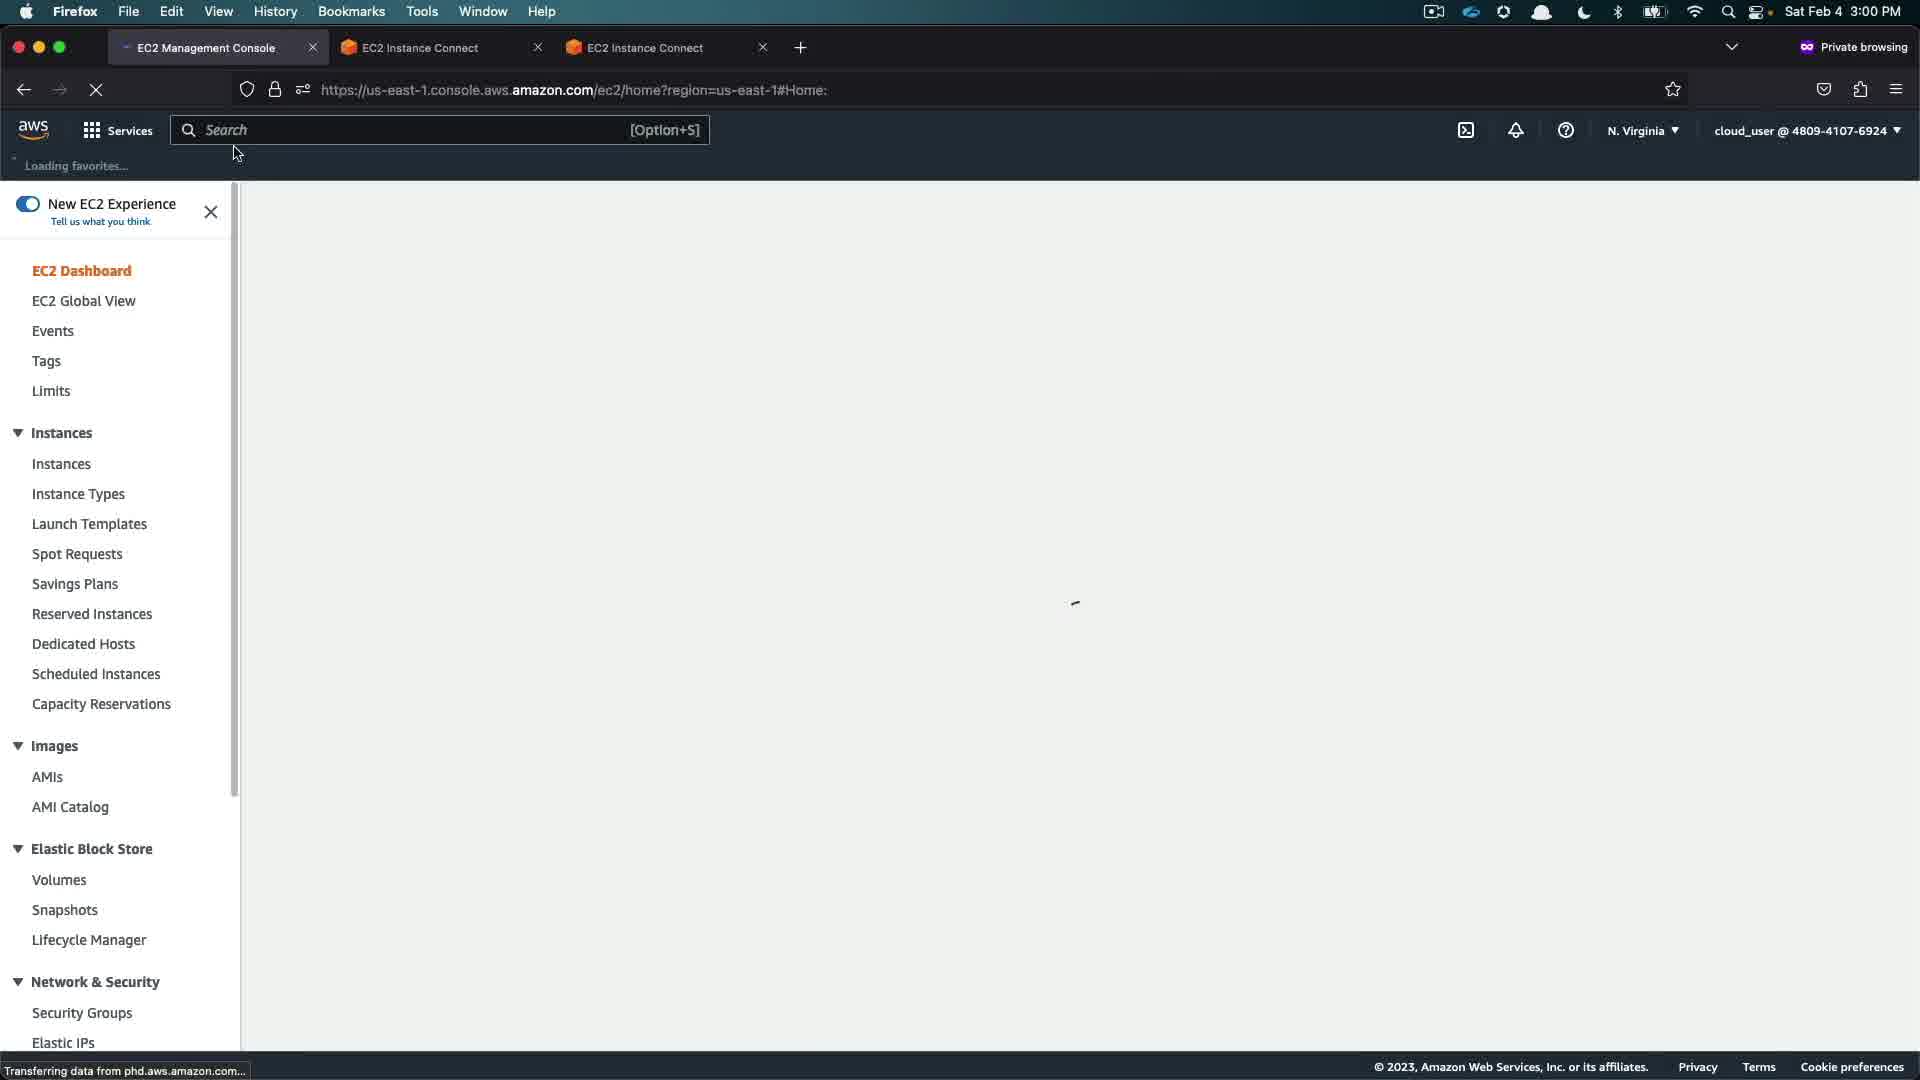 Firefox File Edit View History Bookmarks Tools Window Help Sat Feb 4 3:00 PM
EC2 Management Console EC2 Instance Connect EC2 Instance Connect Private browsing
https://us-east-1.console.aws.amazon.com/ec2/home?region=us-east-1#Home:
aws Services Search [Option+S] N. Virginia cloud_user @ 4809-4107-6924
Loading favorites...
New EC2 Experience
Tell us what you think
EC2 Dashboard
EC2 Global View
Events
Tags
Limits
Instances
Instances
Instance Types
Launch Templates
Spot Requests
Savings Plans
Reserved Instances
Dedicated Hosts
Scheduled Instances
Capacity Reservations
Images
AMIs
AMI Catalog
Elastic Block Store
Volumes
Snapshots
Lifecycle Manager
Network & Security
Security Groups
Elastic IPs
Transferring data from phd.aws.amazon.com...
© 2023, Amazon Web Services, Inc. or its affiliates. Privacy Terms Cookie preferences